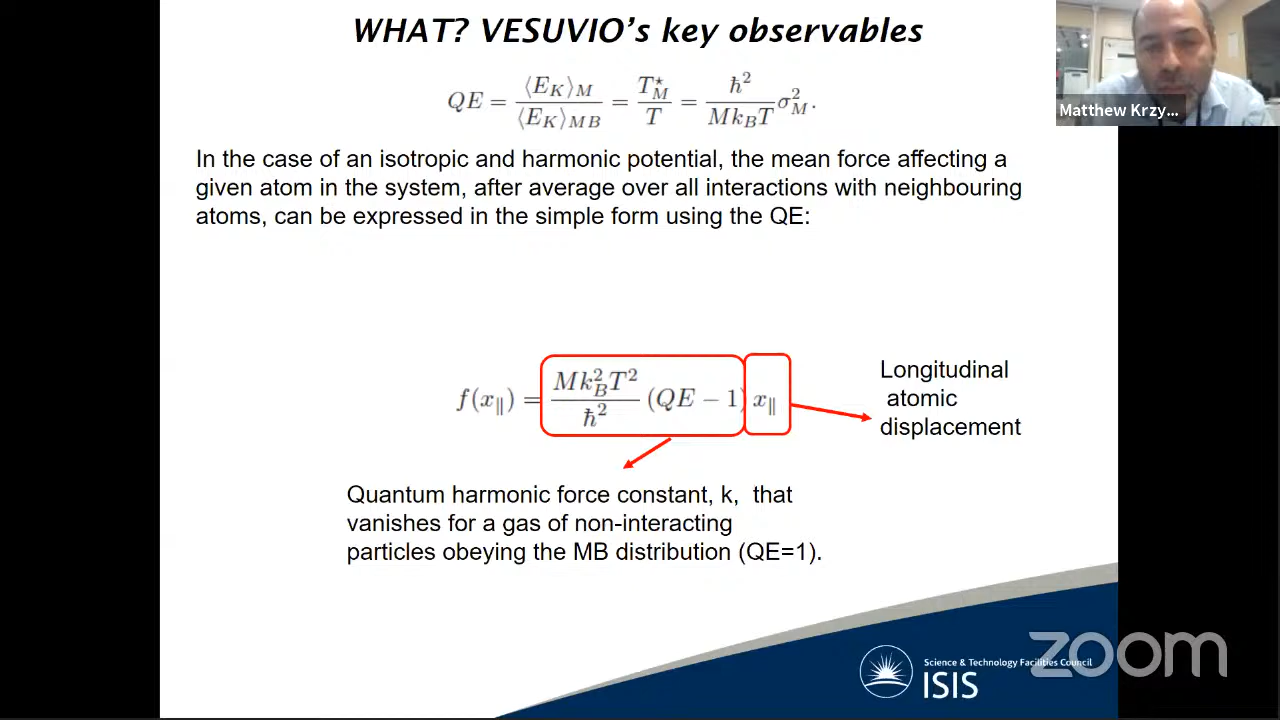 WHAT? VESUVIO's key observables
QE = ⟨E_K⟩_M / ⟨E_K⟩_MB = T*_M / T = ħ² / (M k_B T) σ²_M.
Matthew Krzy...
In the case of an isotropic and harmonic potential, the mean force affecting a
given atom in the system, after average over all interactions with neighbouring
atoms, can be expressed in the simple form using the QE:
f(x_∥) = M k_B² T² / ħ² (QE − 1) x_∥
Longitudinal
atomic
displacement
Quantum harmonic force constant, k, that
vanishes for a gas of non-interacting
particles obeying the MB distribution (QE=1).
zoom
Science & Technology Facilities Council
ISIS